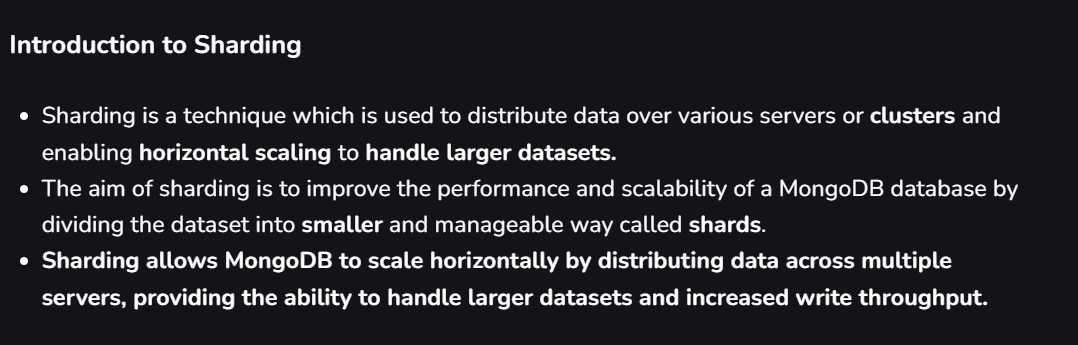 Introduction to Sharding
• Sharding is a technique which is used to distribute data over various servers or clusters and
enabling horizontal scaling to handle larger datasets.
• The aim of sharding is to improve the performance and scalability of a MongoDB database by
dividing the dataset into smaller and manageable way called shards.
• Sharding allows MongoDB to scale horizontally by distributing data across multiple
servers, providing the ability to handle larger datasets and increased write throughput.